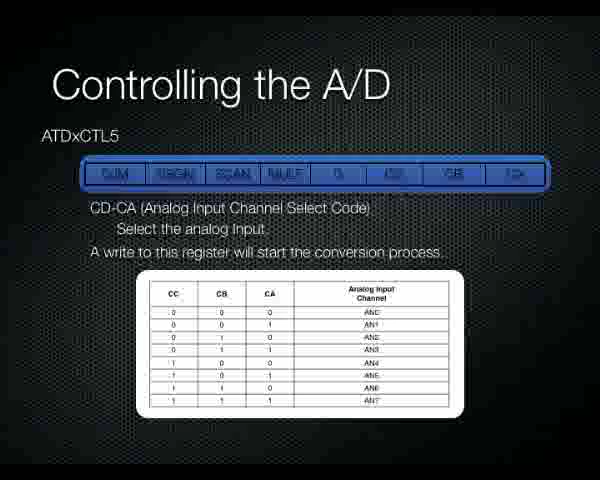 Controlling the A/D
ATDxCTL5
DJM DSGN SCAN MULT 0 CC CB CA
CD-CA (Analog Input Channel Select Code)
Select the analog Input.
A write to this register will start the conversion process.
CC CB CA Analog Input Channel
0 0 0 AN0
0 0 1 AN1
0 1 0 AN2
0 1 1 AN3
1 0 0 AN4
1 0 1 AN5
1 1 0 AN6
1 1 1 AN7